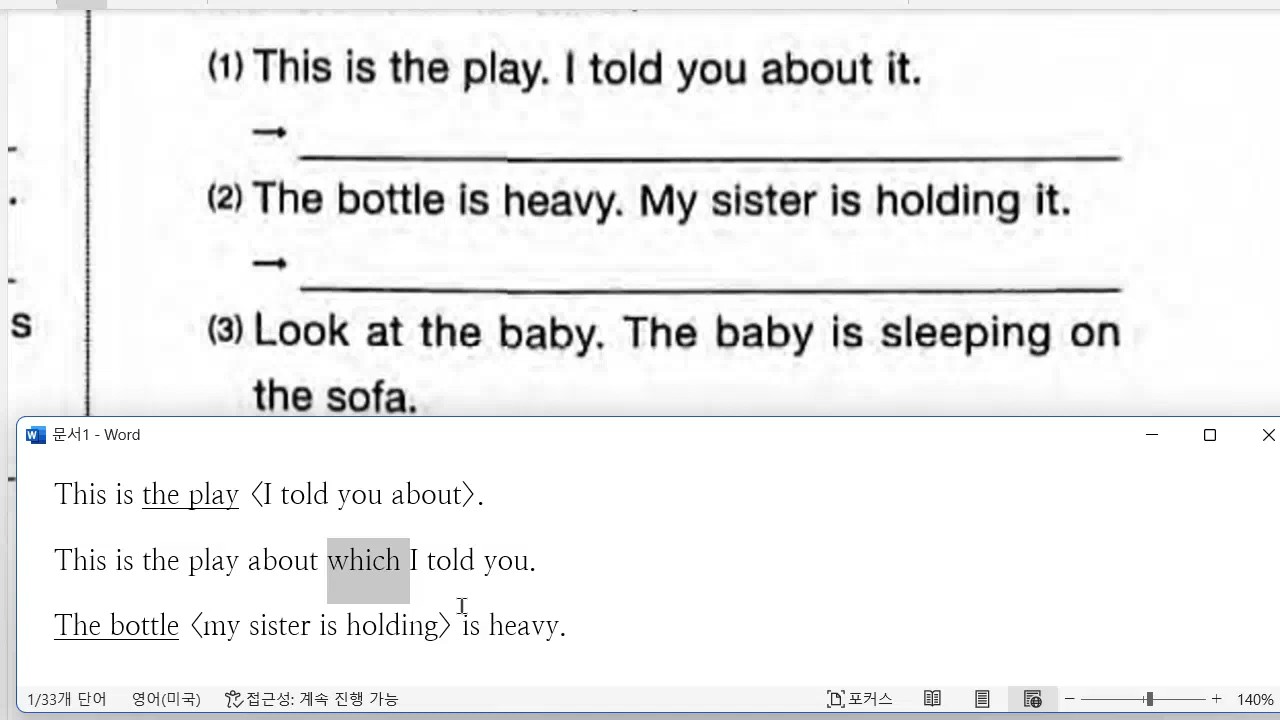 (1) This is the play. I told you about it.
→
(2) The bottle is heavy. My sister is holding it.
→
(3) Look at the baby. The baby is sleeping on
the sofa.
s
문서1 - Word
This is the play 〈I told you about〉.
This is the play about which I told you.
The bottle 〈my sister is holding〉 is heavy.
1/33개 단어 영어(미국) 접근성: 계속 진행 가능 포커스 140%